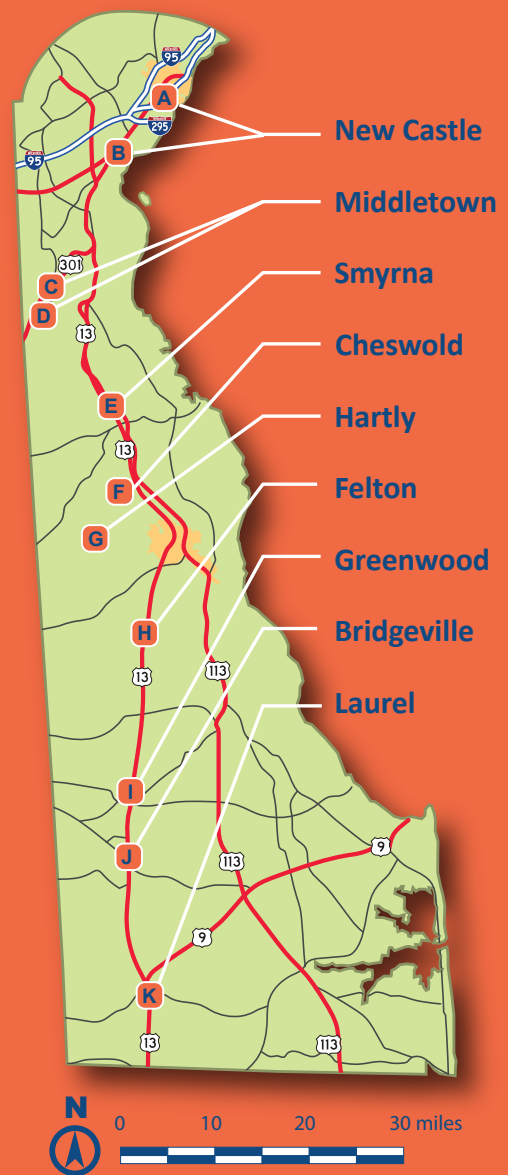 95
A
295
New Castle
B
95
Middletown
301
C
Smyrna
D
13
Cheswold
E
Hartly
13
F
Felton
G
Greenwood
H
Bridgeville
13
113
Laurel
I
9
J
113
9
K
13
113
N
0 10 20 30 miles